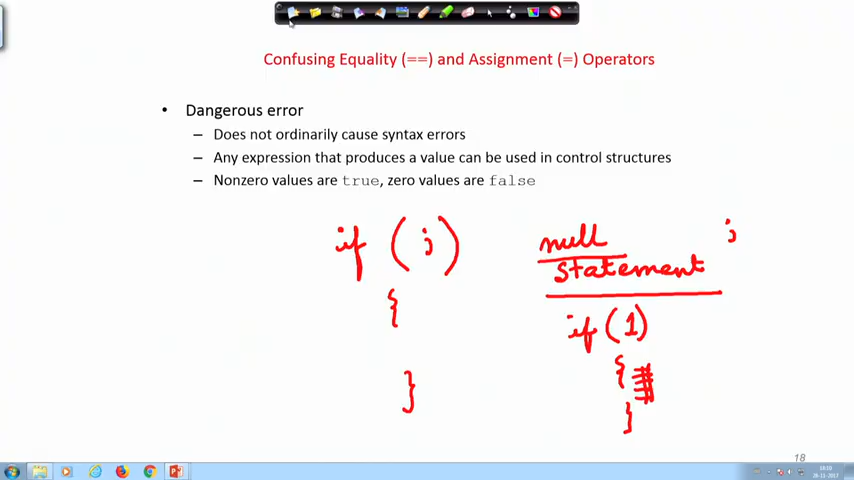 Confusing Equality (==) and Assignment (=) Operators
• Dangerous error
– Does not ordinarily cause syntax errors
– Any expression that produces a value can be used in control structures
– Nonzero values are true, zero values are false
if ( ; )
{
}
null ;
statement
if (1)
{
}
18